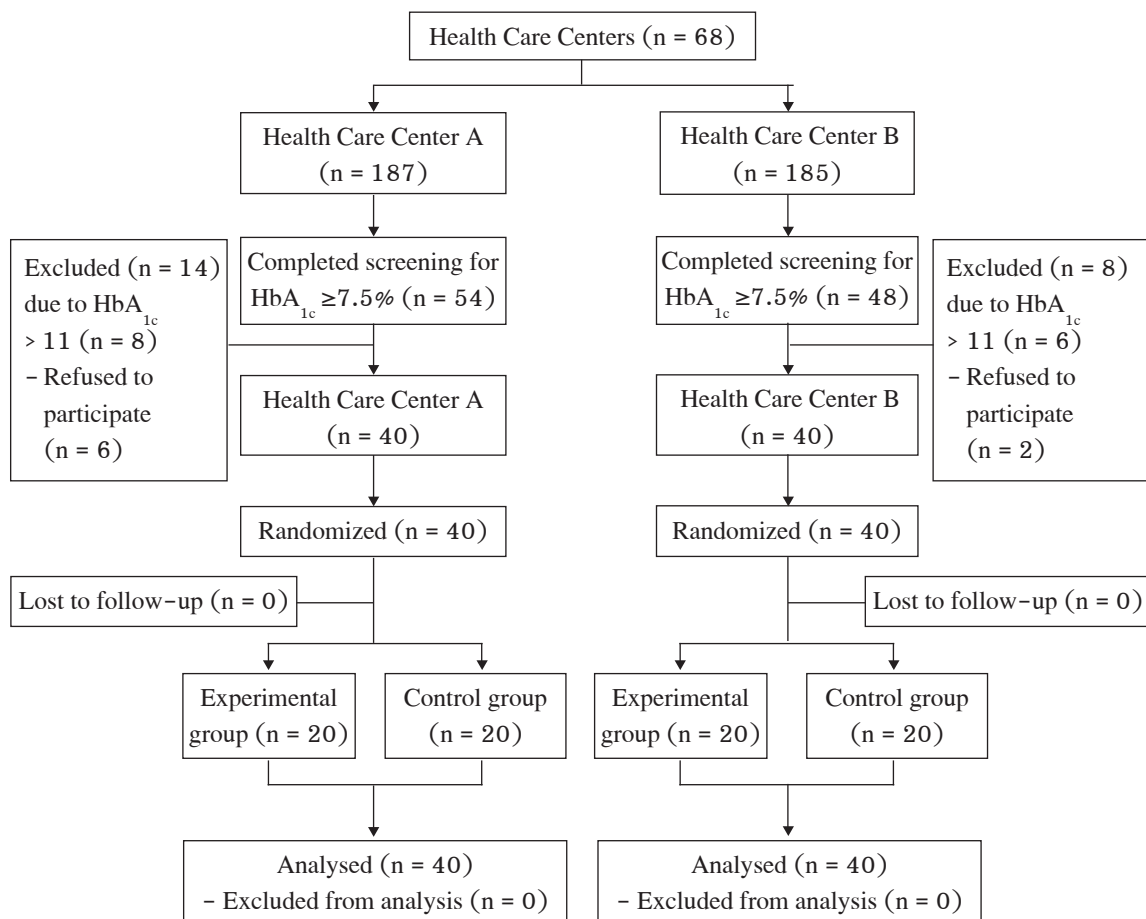 Health Care Centers (n = 68)
Health Care Center A
(n = 187)
Health Care Center B
(n = 185)
Excluded (n = 14)
due to HbA1c
> 11 (n = 8)
– Refused to
participate
(n = 6)
Completed screening for
HbA1c ≥7.5% (n = 54)
Completed screening for
HbA1c ≥7.5% (n = 48)
Excluded (n = 8)
due to HbA1c
> 11 (n = 6)
– Refused to
participate
(n = 2)
Health Care Center A
(n = 40)
Health Care Center B
(n = 40)
Randomized (n = 40)
Randomized (n = 40)
Lost to follow-up (n = 0)
Lost to follow-up (n = 0)
Experimental
group (n = 20)
Control group
(n = 20)
Experimental
group (n = 20)
Control group
(n = 20)
Analysed (n = 40)
– Excluded from analysis (n = 0)
Analysed (n = 40)
– Excluded from analysis (n = 0)